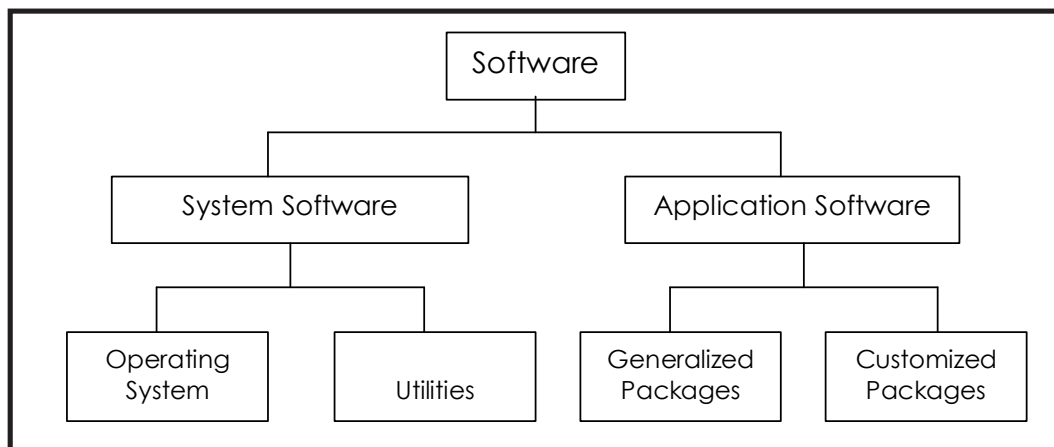 Software
System Software
Application Software
Operating
System
Utilities
Generalized
Packages
Customized
Packages